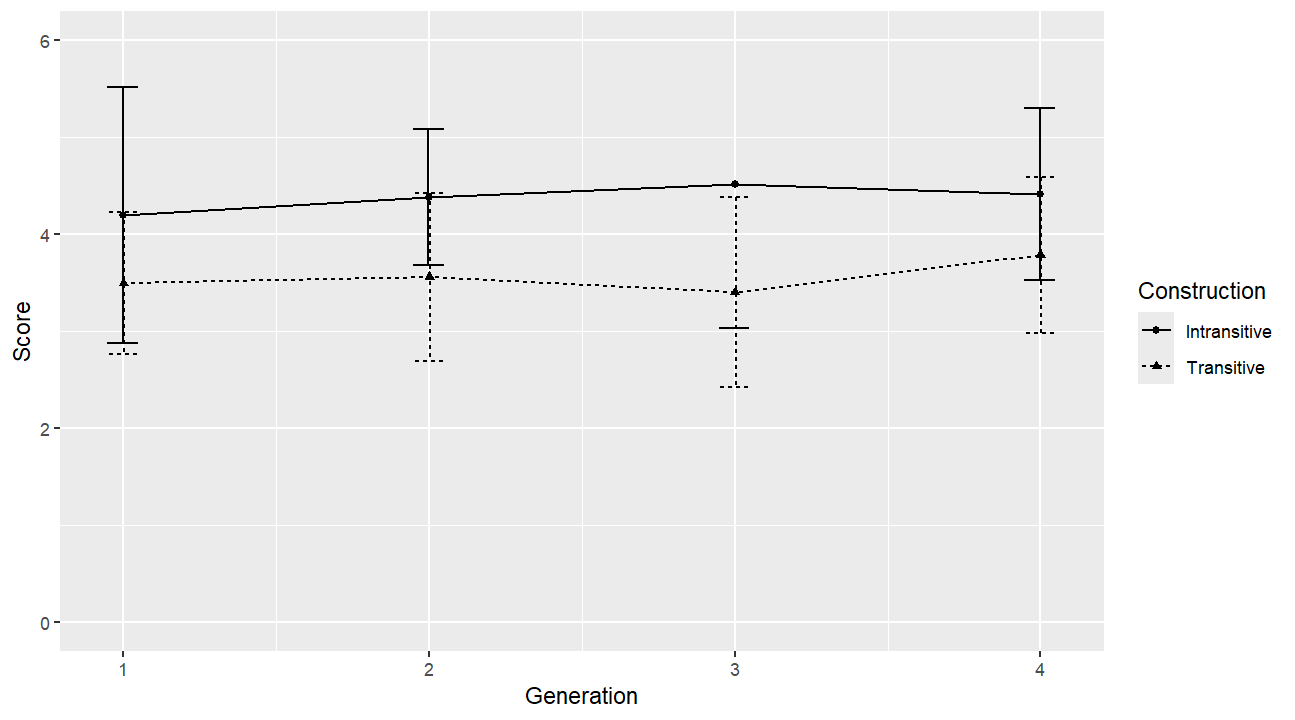 6
4
2
0
Score
1 2 3 4
Generation
Construction
Intransitive
Transitive